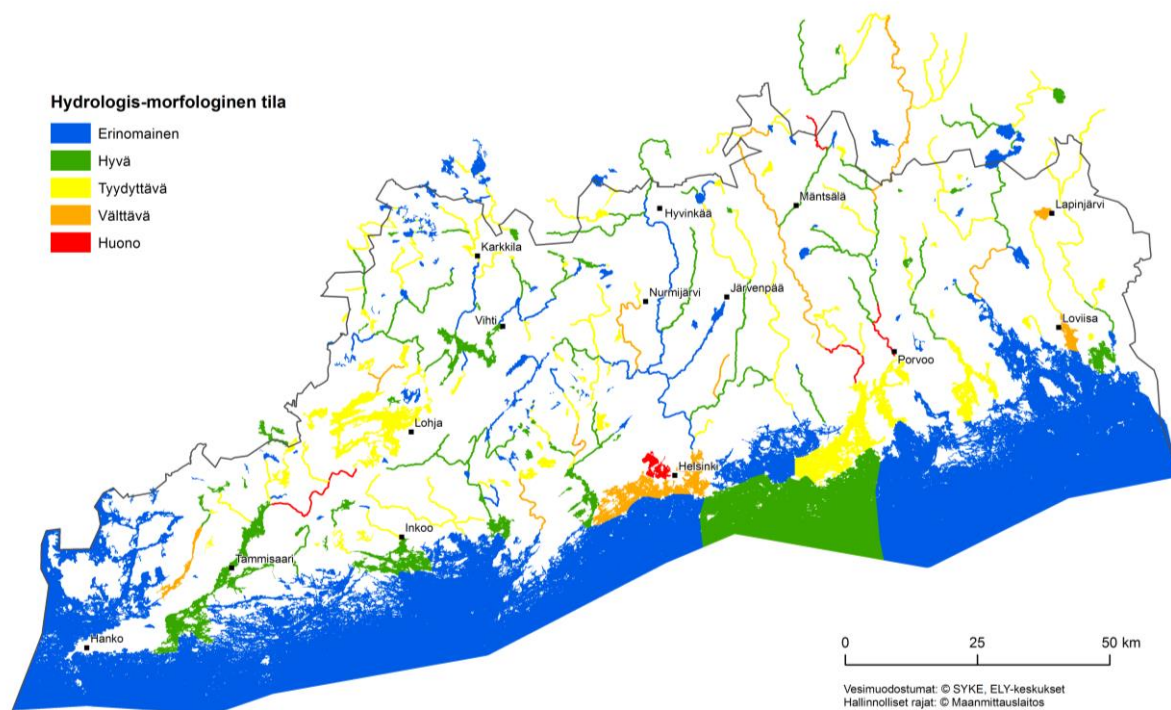 Hydrologis-morfologinen tila
Erinomainen
Hyvä
Tyydyttävä
Välttävä
Huono
Mäntsälä
Hyvinkää
Lapinjärvi
Karkkila
Nurmijärvi
Järvenpää
Vihti
Loviisa
Porvoo
Lohja
Helsinki
Inkoo
Tammisaari
Hanko
0 25 50 km
Vesimuodostumat: © SYKE, ELY-keskukset
Hallinnolliset rajat: © Maanmittauslaitos